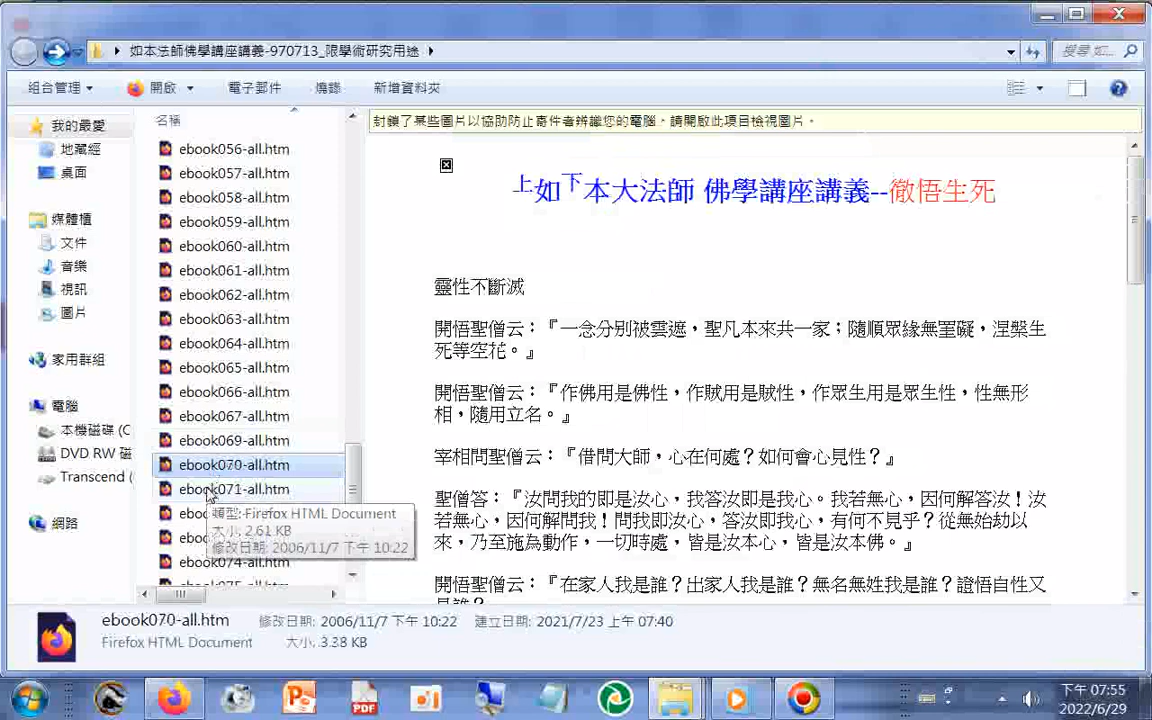 如本法師佛學講座講義-970713_限學術研究用途
搜尋 如...
組合管理
開啟
電子郵件
燒錄
新增資料夾
我的最愛
地藏經
桌面
媒體櫃
文件
音樂
視訊
圖片
家用群組
電腦
本機磁碟 (C
DVD RW 磁
Transcend (
網路
名稱
ebook056-all.htm
ebook057-all.htm
ebook058-all.htm
ebook059-all.htm
ebook060-all.htm
ebook061-all.htm
ebook062-all.htm
ebook063-all.htm
ebook064-all.htm
ebook065-all.htm
ebook066-all.htm
ebook067-all.htm
ebook069-all.htm
ebook070-all.htm
ebook071-all.htm
eboo
eboo
ebook074-all.htm
ebook075-all.htm
類型: Firefox HTML Document
大小: 2.61 KB
修改日期: 2006/11/7 下午 10:22
封鎖了某些圖片以協助防止寄件者辨識您的電腦。請開啟此項目檢視圖片。
上如下本大法師 佛學講座講義--徹悟生死
靈性不斷滅
開悟聖僧云：『一念分別被雲遮，聖凡本來共一家；隨順眾緣無罣礙，涅槃生
死等空花。』
開悟聖僧云：『作佛用是佛性，作賊用是賊性，作眾生用是眾生性，性無形
相，隨用立名。』
宰相問聖僧云：『借問大師，心在何處？如何會心見性？』
聖僧答：『汝問我的即是汝心，我答汝即是我心。我若無心，因何解答汝！汝
若無心，因何解問我！問我即汝心，答汝即我心，有何不見乎？從無始劫以
來，乃至施為動作，一切時處，皆是汝本心，皆是汝本佛。』
開悟聖僧云：『在家人我是誰？出家人我是誰？無名無姓我是誰？證悟自性又
是誰？
ebook070-all.htm
修改日期: 2006/11/7 下午 10:22
建立日期: 2021/7/23 上午 07:40
Firefox HTML Document
大小: 3.38 KB
下午 07:55
2022/6/29